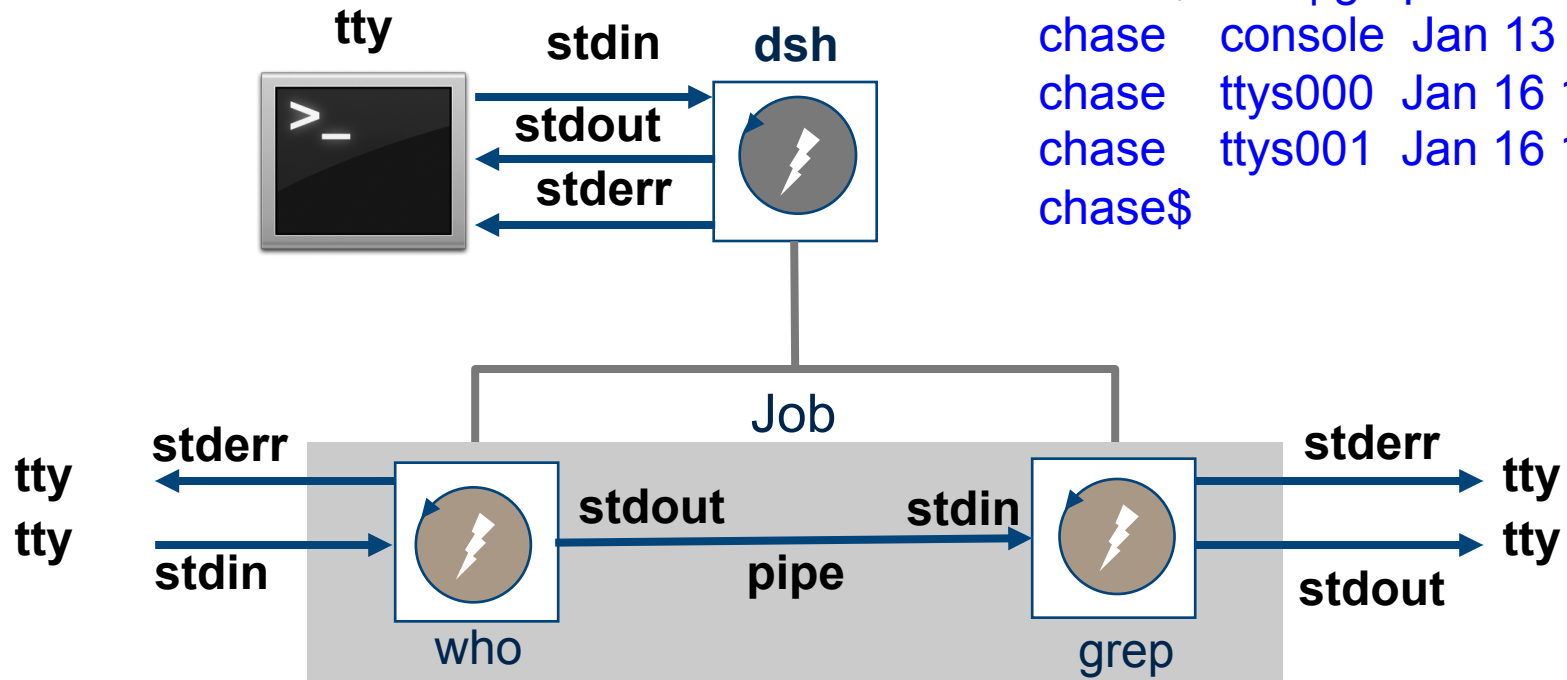 tty
stdin
dsh
stdout
stderr
>_
chase console Jan 13
chase ttys000 Jan 16
chase ttys001 Jan 16
chase$
Job
stderr
tty
tty
stdin
stdout
stdin
pipe
who
grep
stderr
tty
tty
stdout